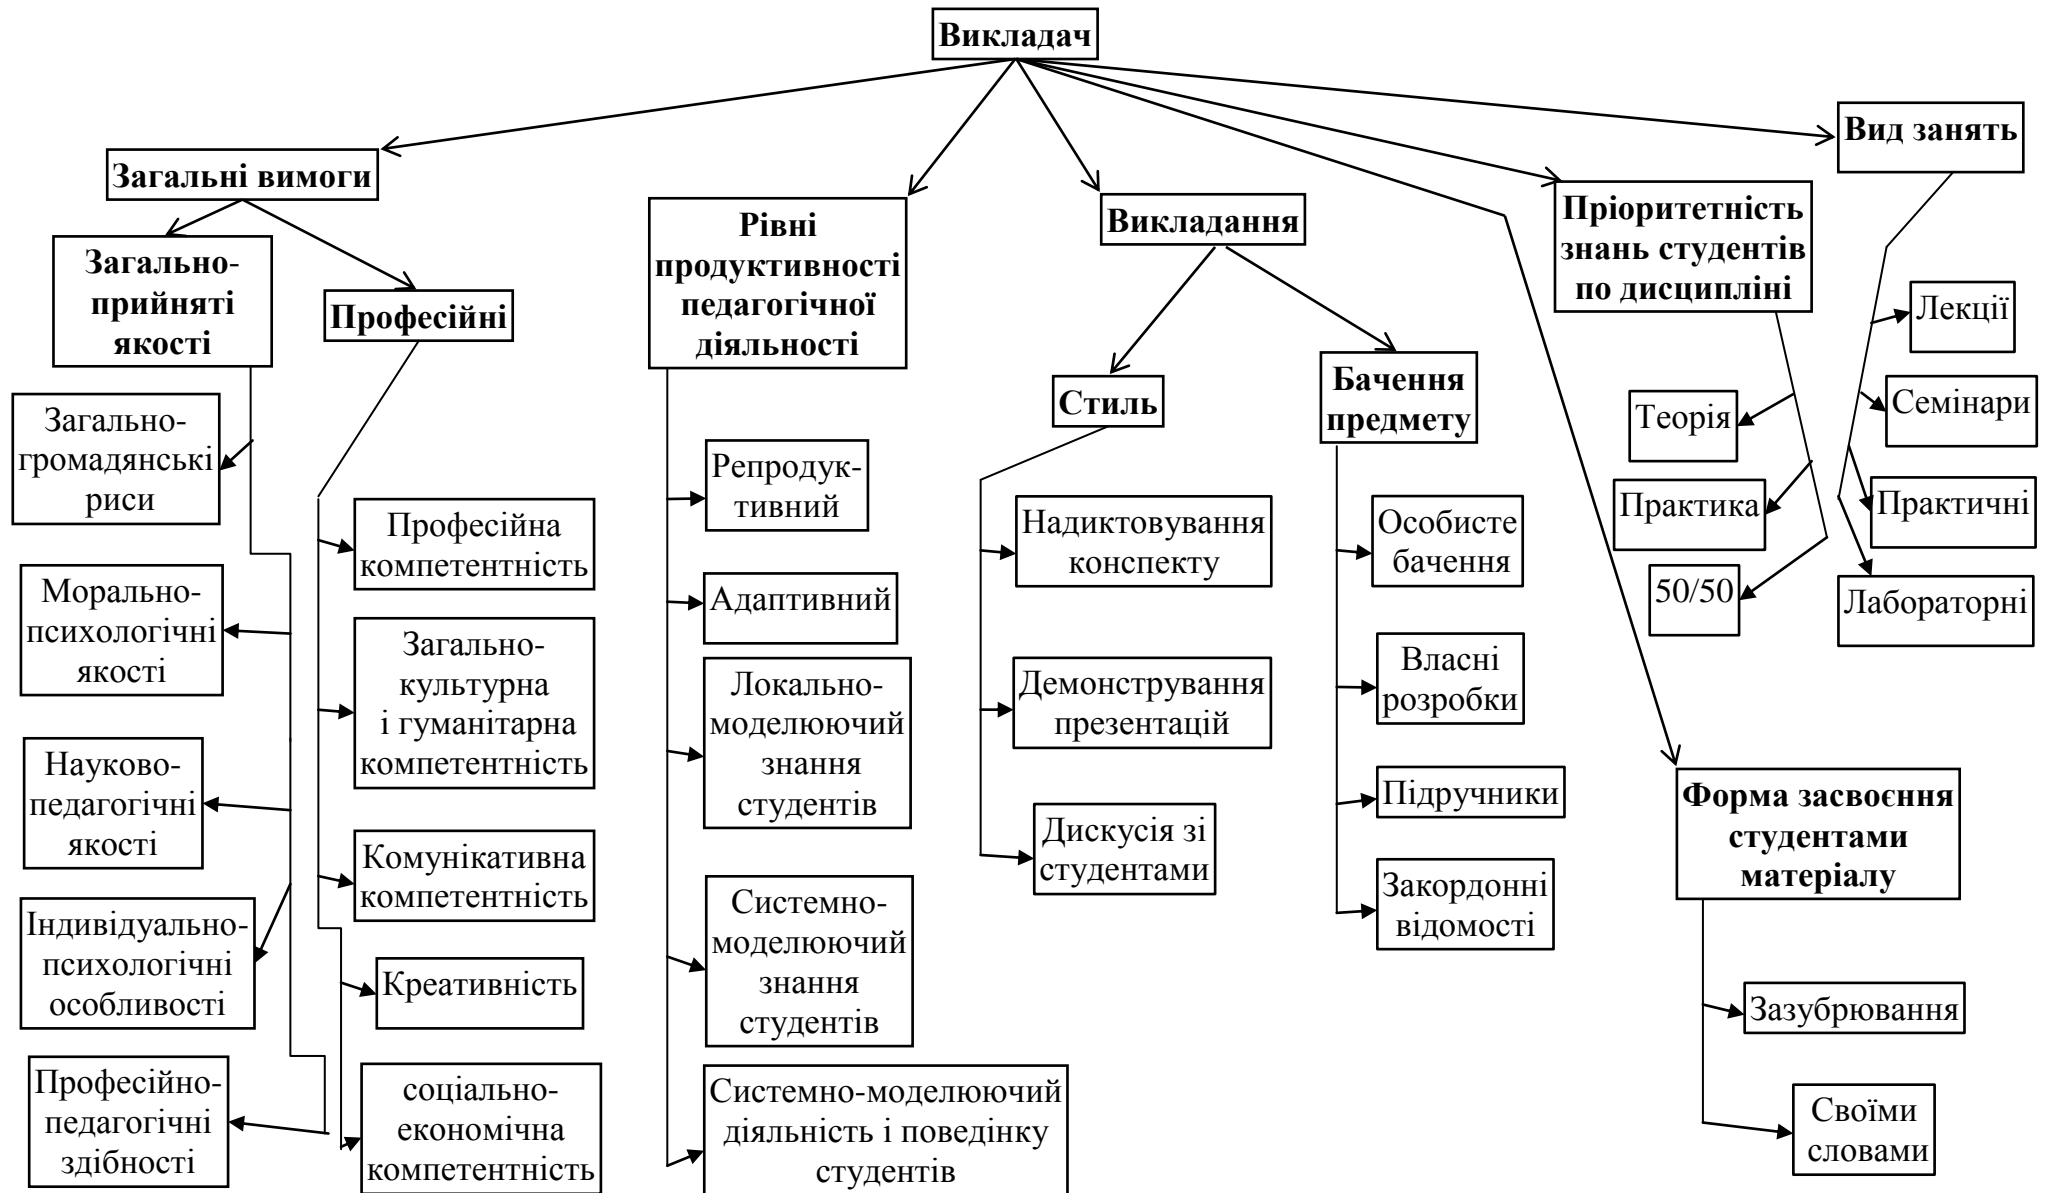 Викладач
Загальні вимоги
Загально-
прийняті
якості
Загально-
громадянські
риси
Морально-
психологічні
якості
Науково-
педагогічні
якості
Індивідуально-
психологічні
особливості
Професійно-
педагогічні
здібності
Професійні
Професійна
компетентність
Загально-
культурна
і гуманітарна
компетентність
Комунікативна
компетентність
Креативність
соціально-
економічна
компетентність
Рівні
продуктивності
педагогічної
діяльності
Репродук-
тивний
Адаптивний
Локально-
моделюючий
знання
студентів
Системно-
моделюючий
знання
студентів
Системно-моделюючий
діяльність і поведінку
студентів
Викладання
Стиль
Надиктовування
конспекту
Демонстрування
презентацій
Дискусія зі
студентами
Бачення
предмету
Особисте
бачення
Власні
розробки
Підручники
Закордонні
відомості
Пріоритетність
знань студентів
по дисципліні
Теорія
Практика
50/50
Вид занять
Лекції
Семінари
Практичні
Лабораторні
Форма засвоєння
студентами
матеріалу
Зазубрювання
Своїми
словами